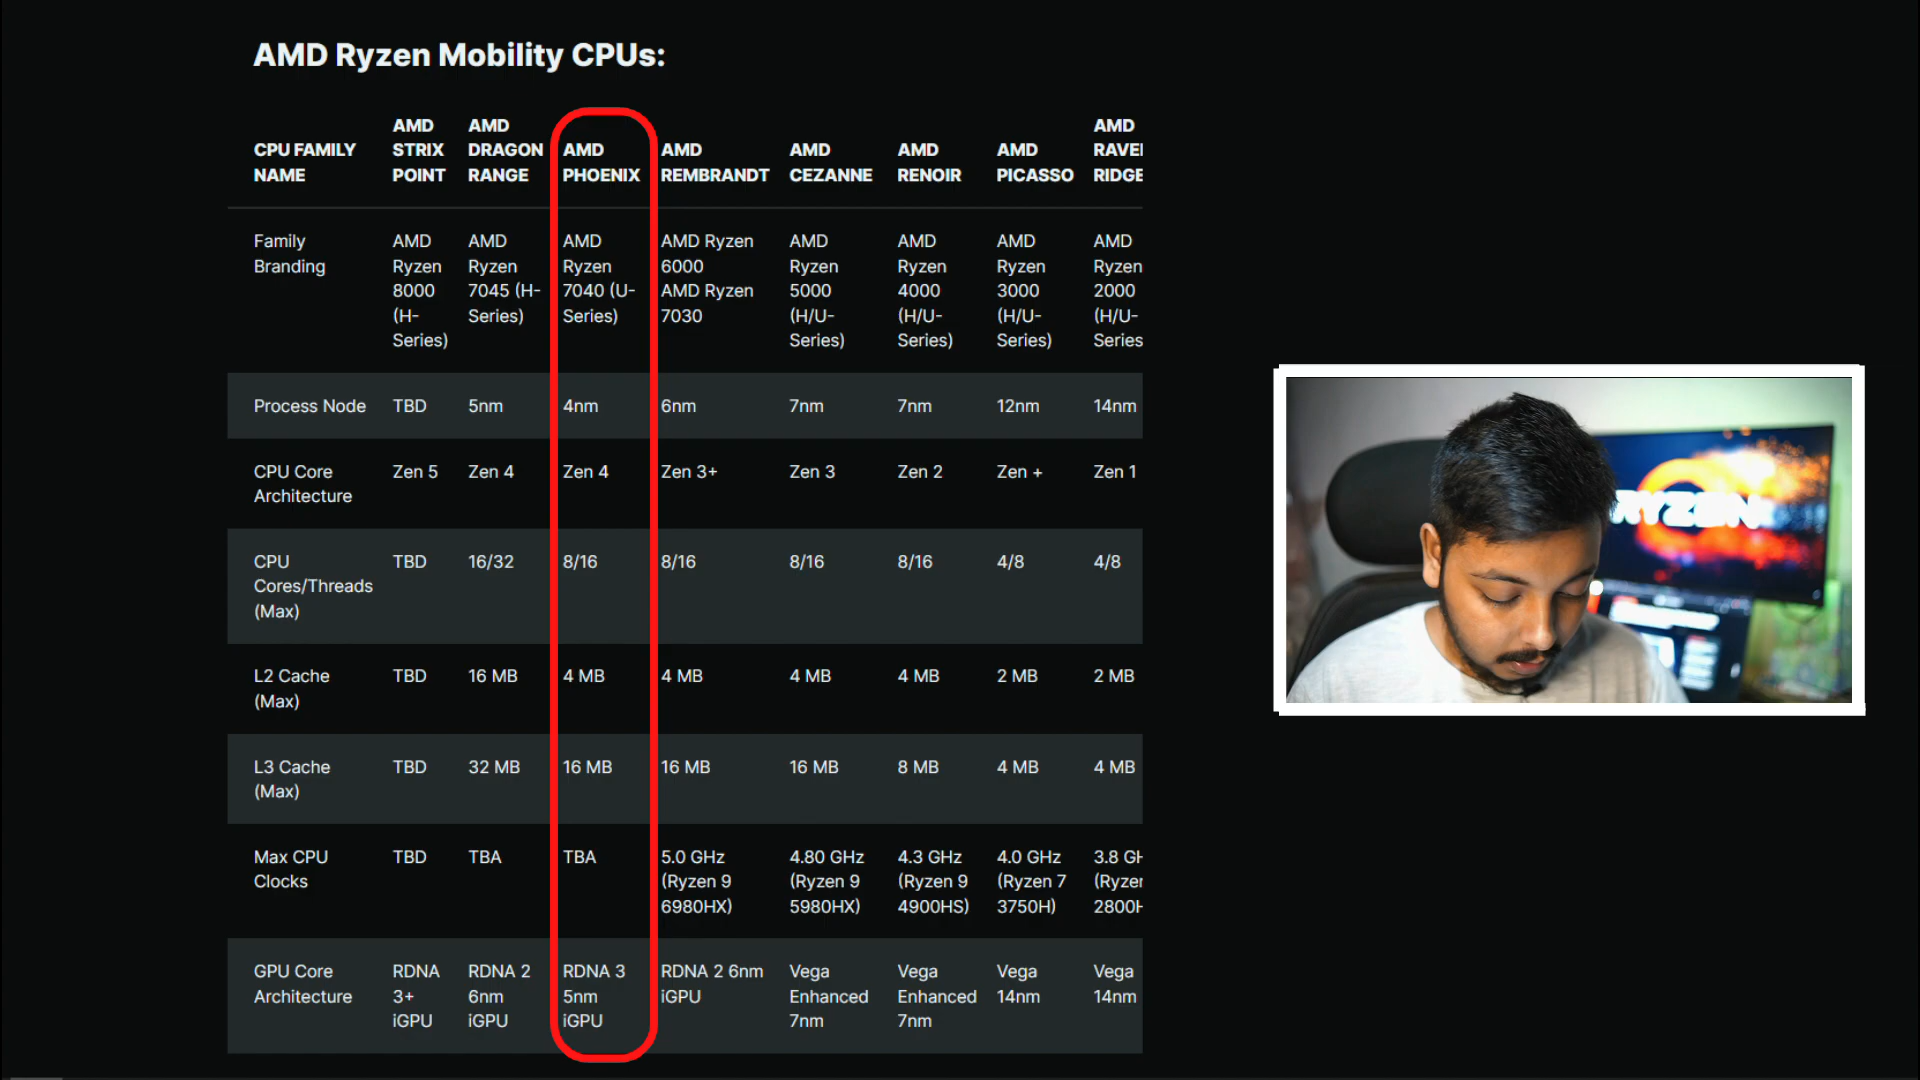 AMD Ryzen Mobility CPUs:
CPU FAMILY NAME | AMD STRIX POINT | AMD DRAGON RANGE | AMD PHOENIX | AMD REMBRANDT | AMD CEZANNE | AMD RENOIR | AMD PICASSO | AMD RAVE RIDGE
Family Branding | AMD Ryzen 8000 (H-Series) | AMD Ryzen 7045 (H-Series) | AMD Ryzen 7040 (U-Series) | AMD Ryzen 6000 AMD Ryzen 7030 | AMD Ryzen 5000 (H/U-Series) | AMD Ryzen 4000 (H/U-Series) | AMD Ryzen 3000 (H/U-Series) | AMD Ryzen 2000 (H/U-Series
Process Node | TBD | 5nm | 4nm | 6nm | 7nm | 7nm | 12nm | 14nm
CPU Core Architecture | Zen 5 | Zen 4 | Zen 4 | Zen 3+ | Zen 3 | Zen 2 | Zen + | Zen 1
CPU Cores/Threads (Max) | TBD | 16/32 | 8/16 | 8/16 | 8/16 | 8/16 | 4/8 | 4/8
L2 Cache (Max) | TBD | 16 MB | 4 MB | 4 MB | 4 MB | 4 MB | 2 MB | 2 MB
L3 Cache (Max) | TBD | 32 MB | 16 MB | 16 MB | 16 MB | 8 MB | 4 MB | 4 MB
Max CPU Clocks | TBD | TBA | TBA | 5.0 GHz (Ryzen 9 6980HX) | 4.80 GHz (Ryzen 9 5980HX) | 4.3 GHz (Ryzen 9 4900HS) | 4.0 GHz (Ryzen 7 3750H) | 3.8 GH (Ryze 2800H
GPU Core Architecture | RDNA 3+ iGPU | RDNA 2 6nm iGPU | RDNA 3 5nm iGPU | RDNA 2 6nm iGPU | Vega Enhanced 7nm | Vega Enhanced 7nm | Vega 14nm | Vega 14nm
RYZEN